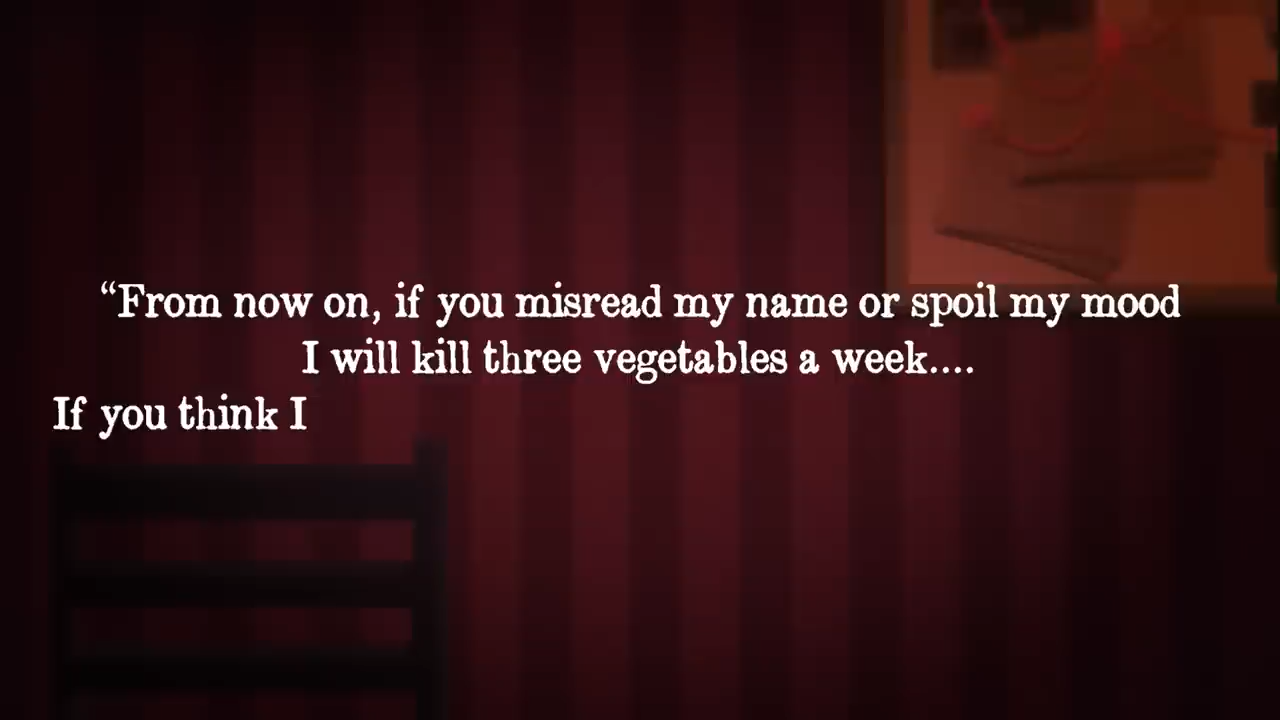 “From now on, if you misread my name or spoil my mood
I will kill three vegetables a week....
If you think I